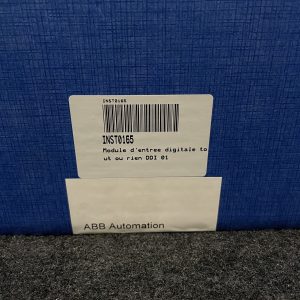 INST0165
INST0165
Module d'entree digitale to
ut ou rien DDI 01
ABB Automation